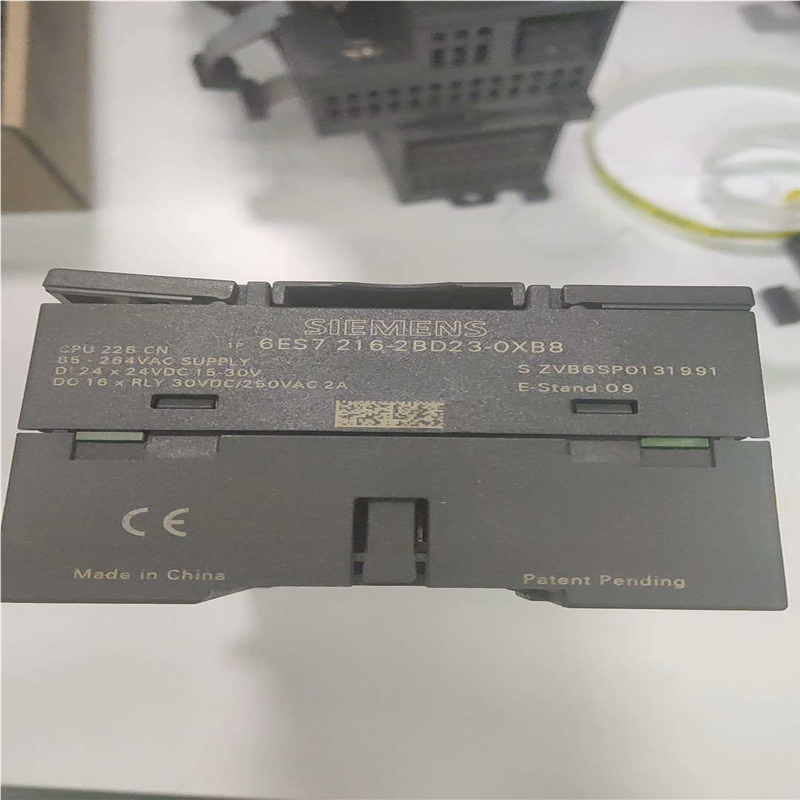 SIEMENS
1P 6ES7 216-2BD23-0XB8
CPU 226 CN
85 - 264VAC SUPPLY
DI 24 x 24VDC 15-30V
DO 16 x RLY 30VDC/250VAC 2A
S ZVB6SP0131991
E-Stand 09
CE
Made in China
Patent Pending